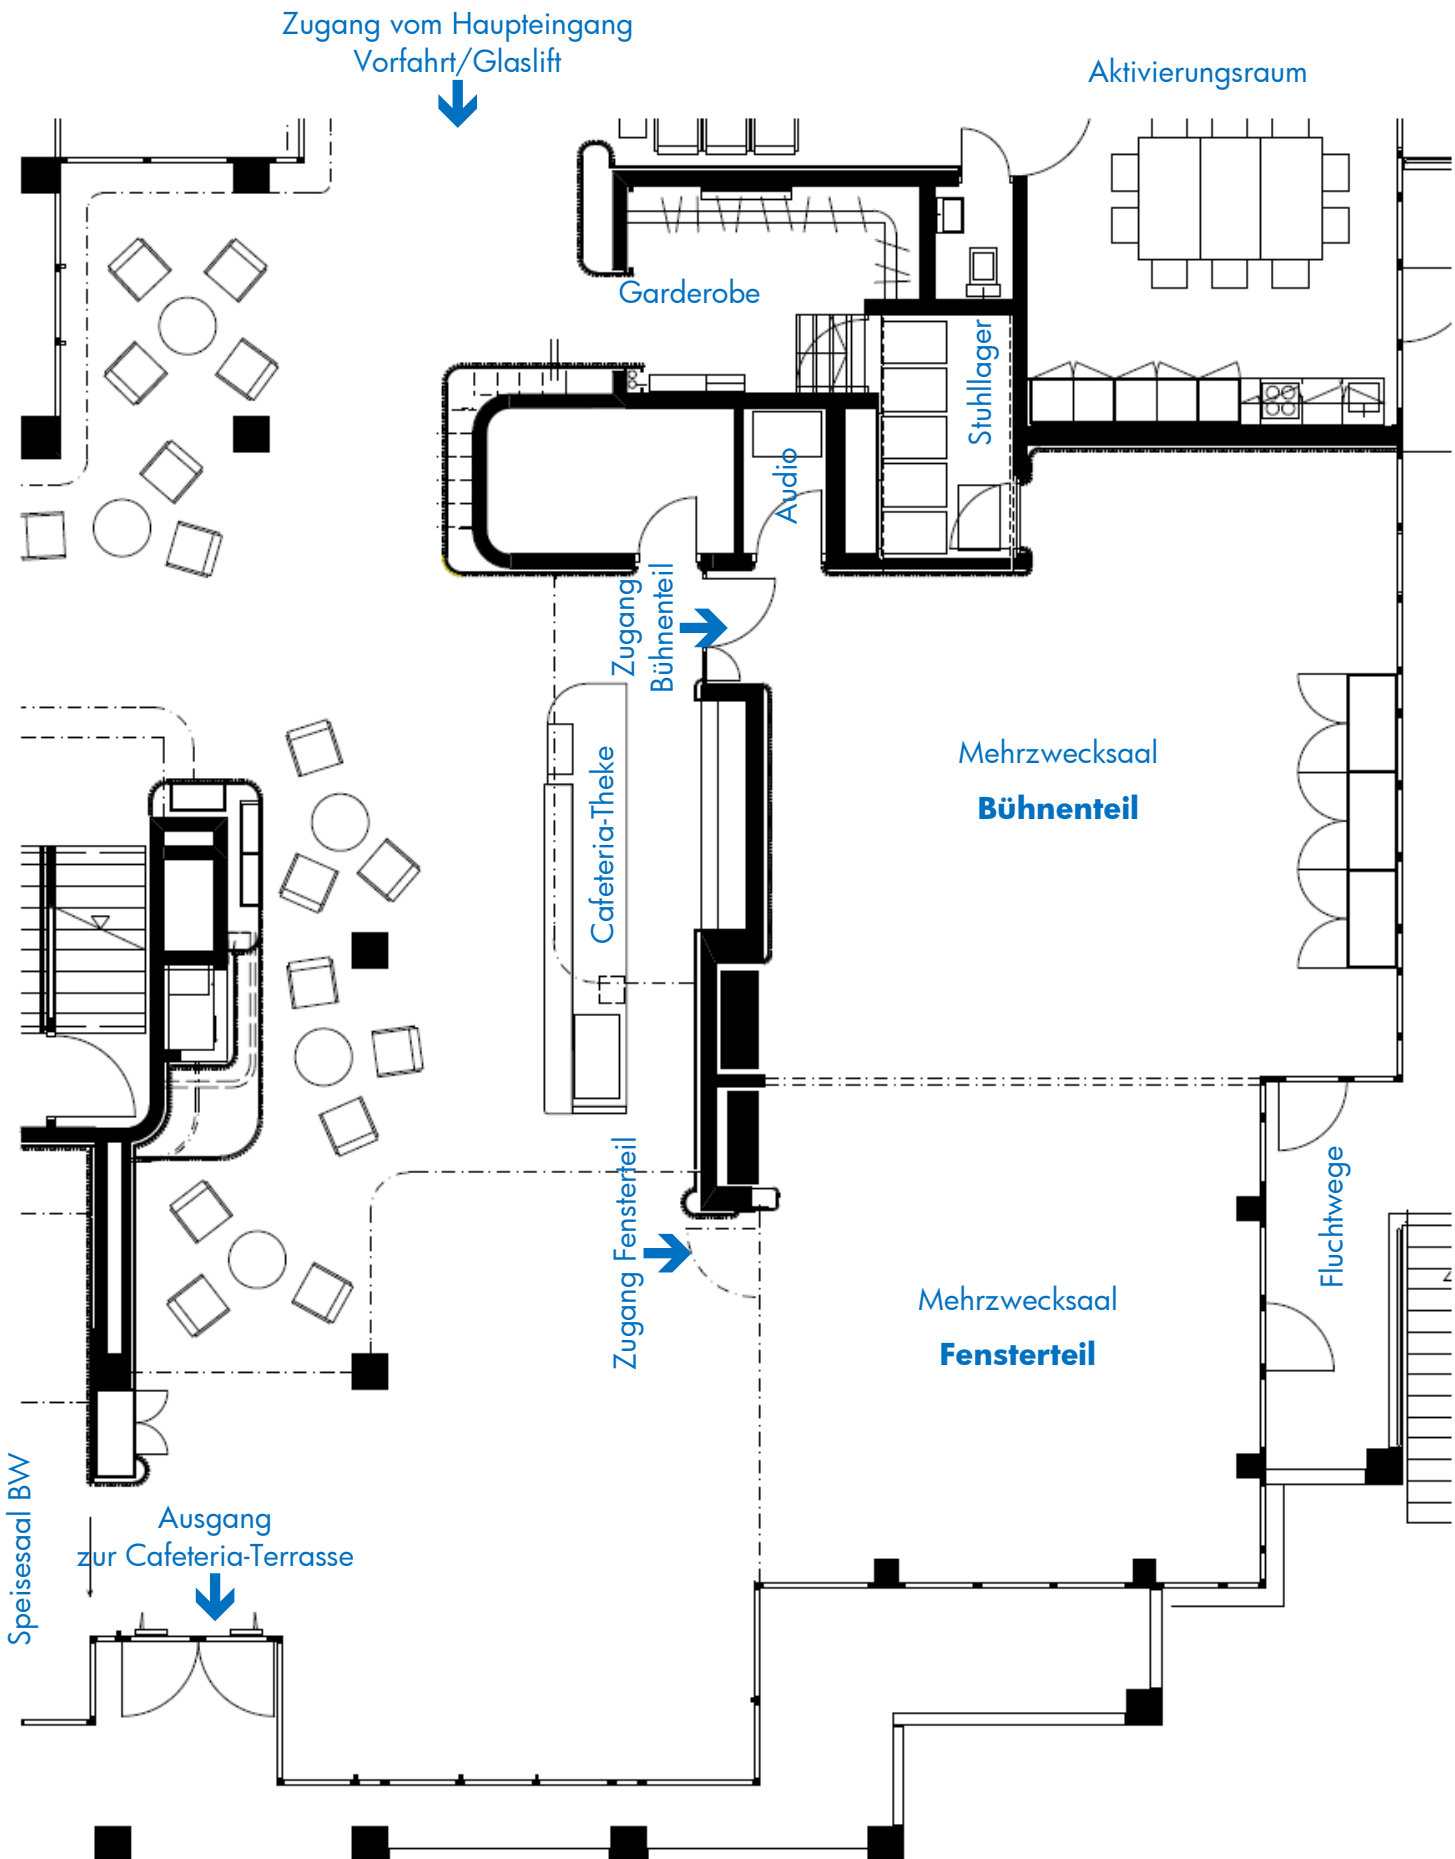 Zugang vom Haupteingang
Vorfahrt/Glaslift
Aktivierungsraum
Garderobe
Stuhllager
Audio
Zugang
Bühnenteil
Cafeteria-Theke
Mehrzwecksaal
Bühnenteil
Zugang Fensterteil
Fluchtwege
Mehrzwecksaal
Fensterteil
Speisesaal BW
Ausgang
zur Cafeteria-Terrasse